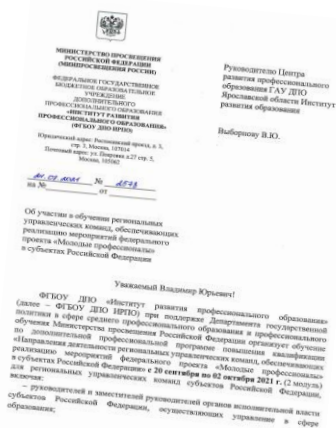 МИНИСТЕРСТВО ПРОСВЕЩЕНИЯ
РОССИЙСКОЙ ФЕДЕРАЦИИ
(МИНПРОСВЕЩЕНИЯ РОССИИ)
ФЕДЕРАЛЬНОЕ ГОСУДАРСТВЕННОЕ
БЮДЖЕТНОЕ ОБРАЗОВАТЕЛЬНОЕ
УЧРЕЖДЕНИЕ
ДОПОЛНИТЕЛЬНОГО
ПРОФЕССИОНАЛЬНОГО ОБРАЗОВАНИЯ
«ИНСТИТУТ РАЗВИТИЯ
ПРОФЕССИОНАЛЬНОГО ОБРАЗОВАНИЯ»
(ФГБОУ ДПО ИРПО)
Юридический адрес: Ростокинский проезд, д. 3,
стр. 3, Москва, 107014
Почтовый адрес: ул. Покровка д.27 стр. 5,
Москва, 105062
№
на № от
Руководителю Центра
развития профессионального
образования ГАУ ДПО
Ярославской области Институт
развития образования
Выборнову В.Ю.
Об участии в обучении региональных
управленческих команд, обеспечивающих
реализацию мероприятий федерального
проекта «Молодые профессионалы»
в субъектах Российской Федерации
Уважаемый Владимир Юрьевич!
ФГБОУ ДПО «Институт развития профессионального образования»
(далее – ФГБОУ ДПО ИРПО) при поддержке Департамента государственной
политики в сфере среднего профессионального образования и профессионального
обучения Министерства просвещения Российской Федерации организует обучение
по дополнительной профессиональной программе повышения квалификации
«Направления деятельности региональных управленческих команд, обеспечивающих
реализацию мероприятий федерального проекта «Молодые профессионалы»
в субъектах Российской Федерации» с 20 сентября по 02 октября 2021 г. (2 модуль)
для региональных управленческих команд субъектов Российской Федерации,
включая:
– руководителя и заместителей руководителей органов исполнительной власти
субъектов Российской Федерации, осуществляющих управление в сфере
образования;